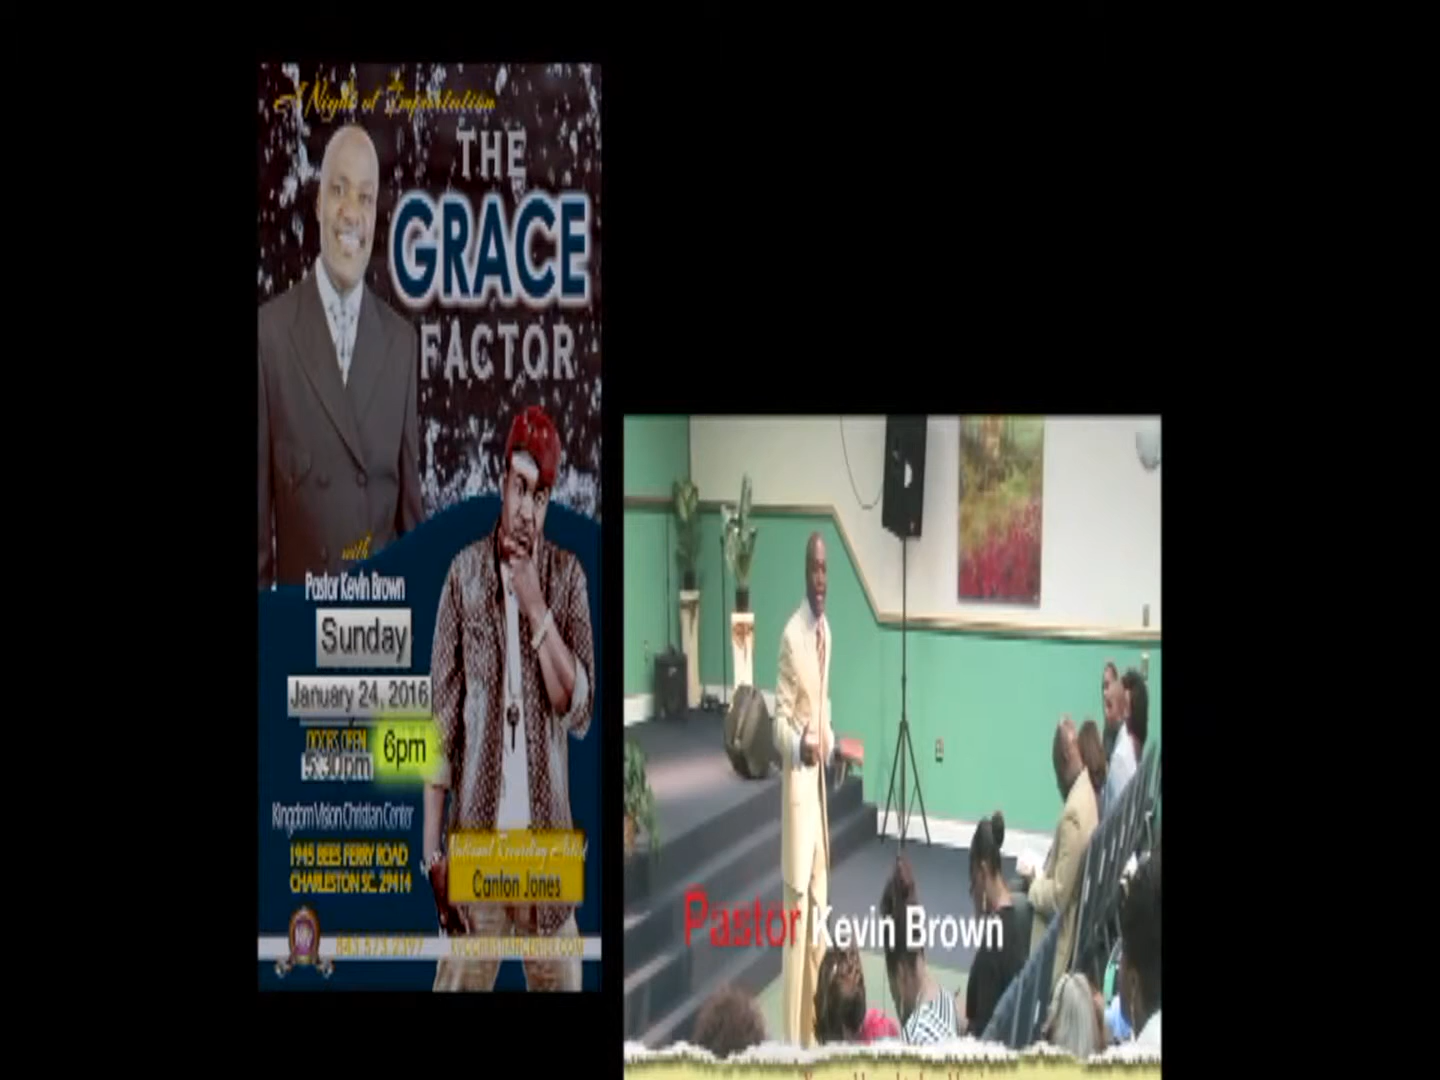 A Night of Impartation
THE
GRACE
FACTOR
with
Pastor Kevin Brown
Sunday
January 24, 2016
DOORS OPEN
6pm
5:30pm
Kingdom Vision Christian Center
1945 BEES FERRY ROAD
CHARLESTON SC. 29414
National Recording Artist
Canton Jones
Pastor Kevin Brown